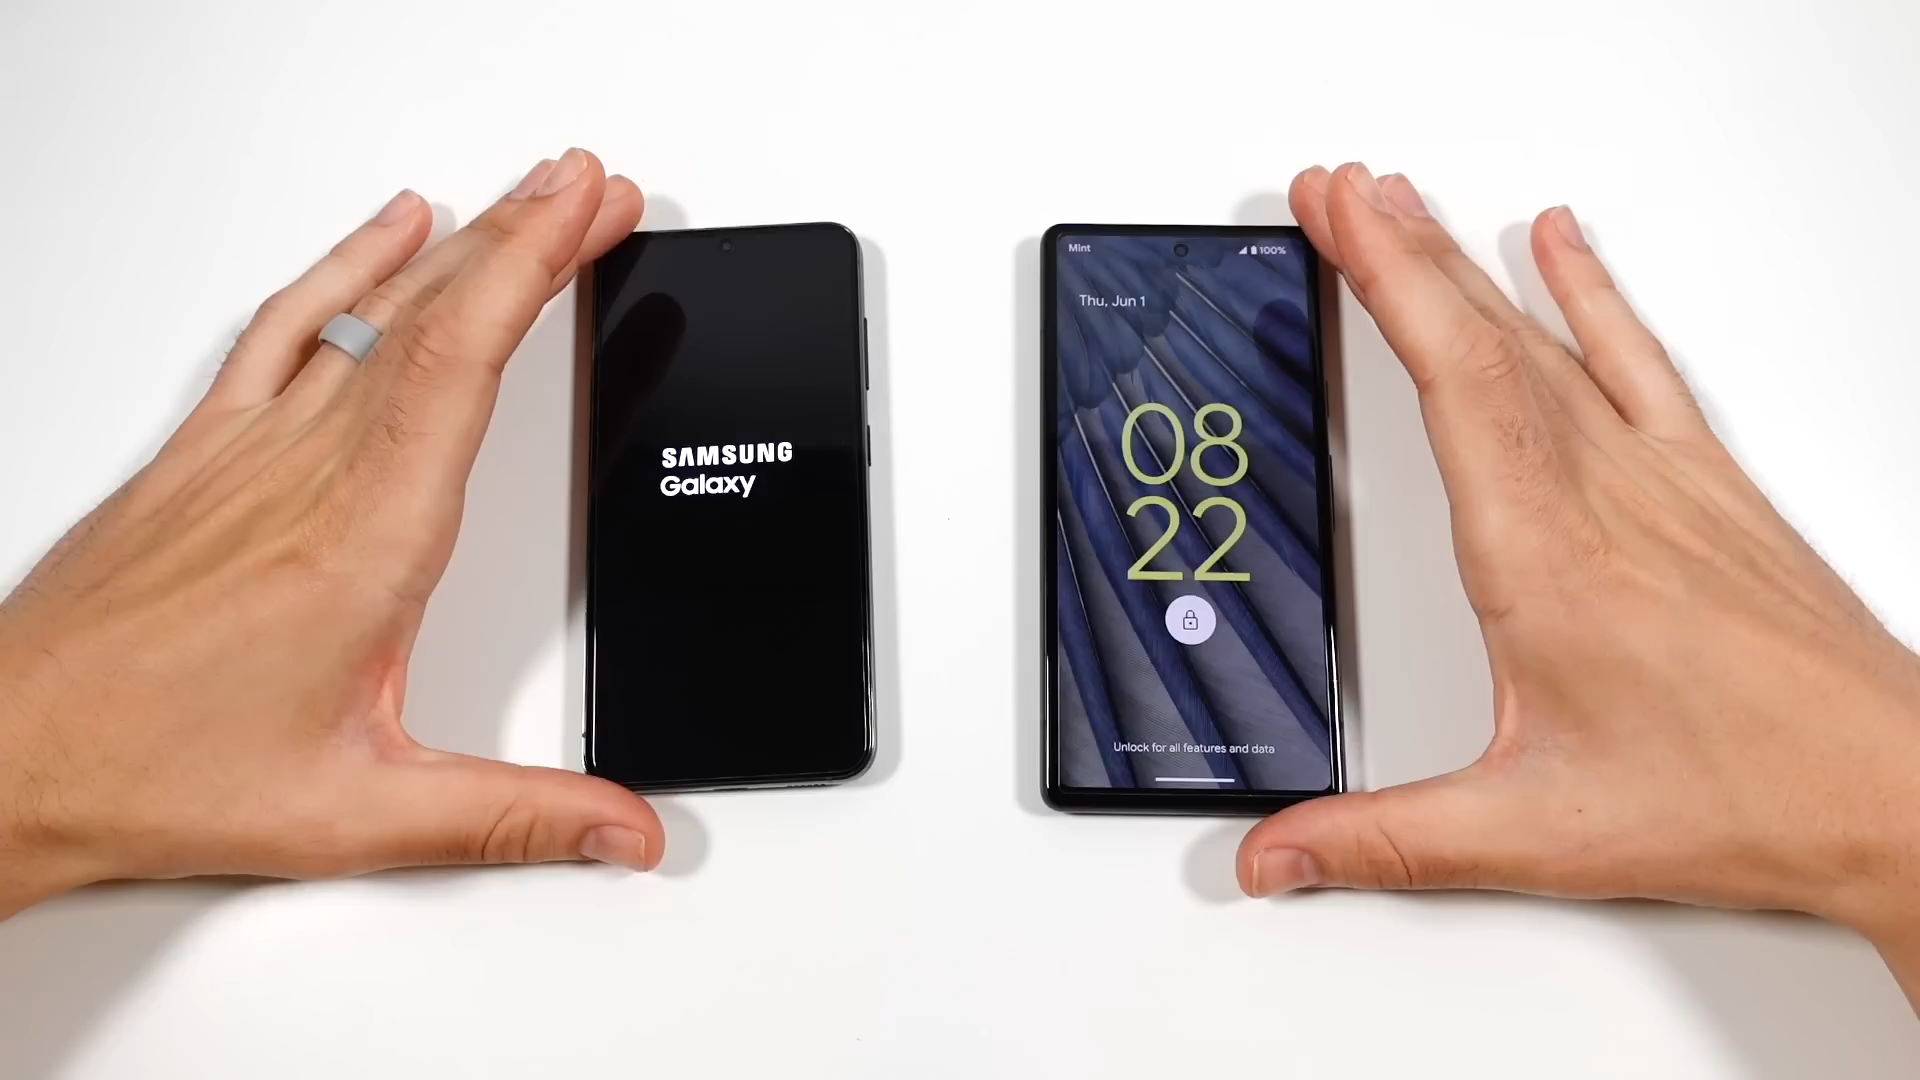 SAMSUNG
Galaxy
Mint
100%
Thu, Jun 1
08
22
Unlock for all features and data